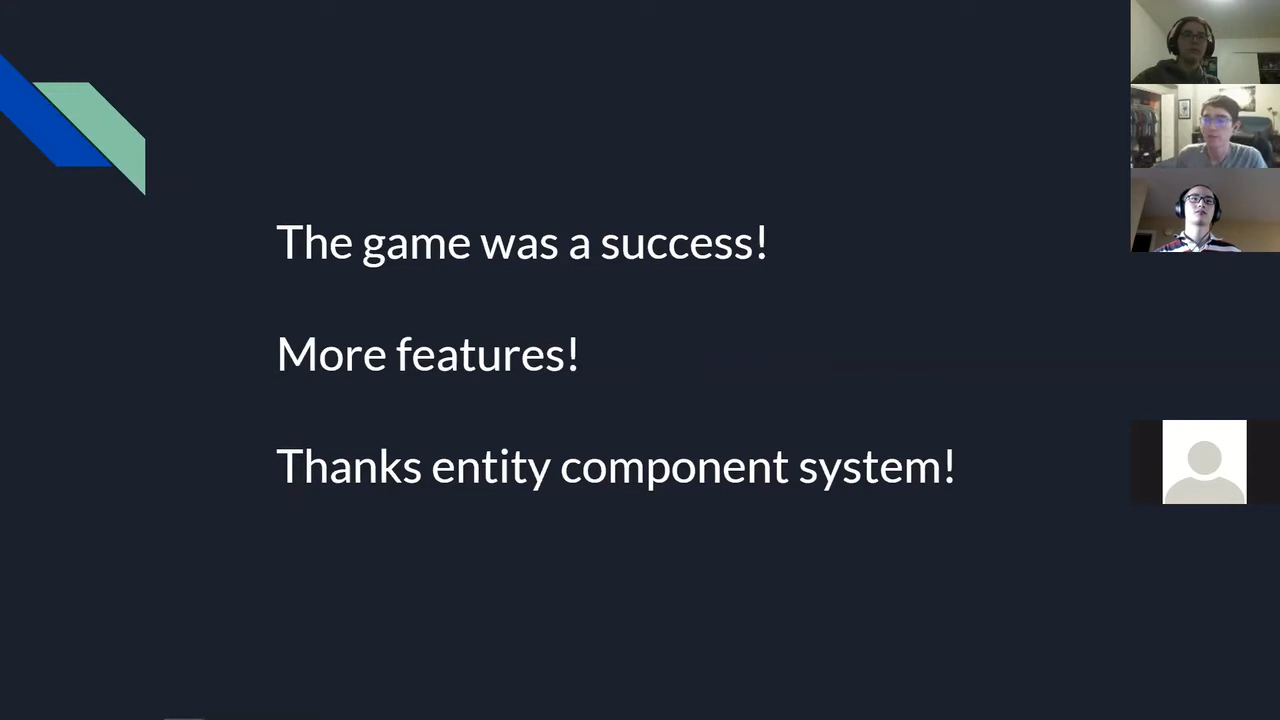 The game was a success!
More features!
Thanks entity component system!